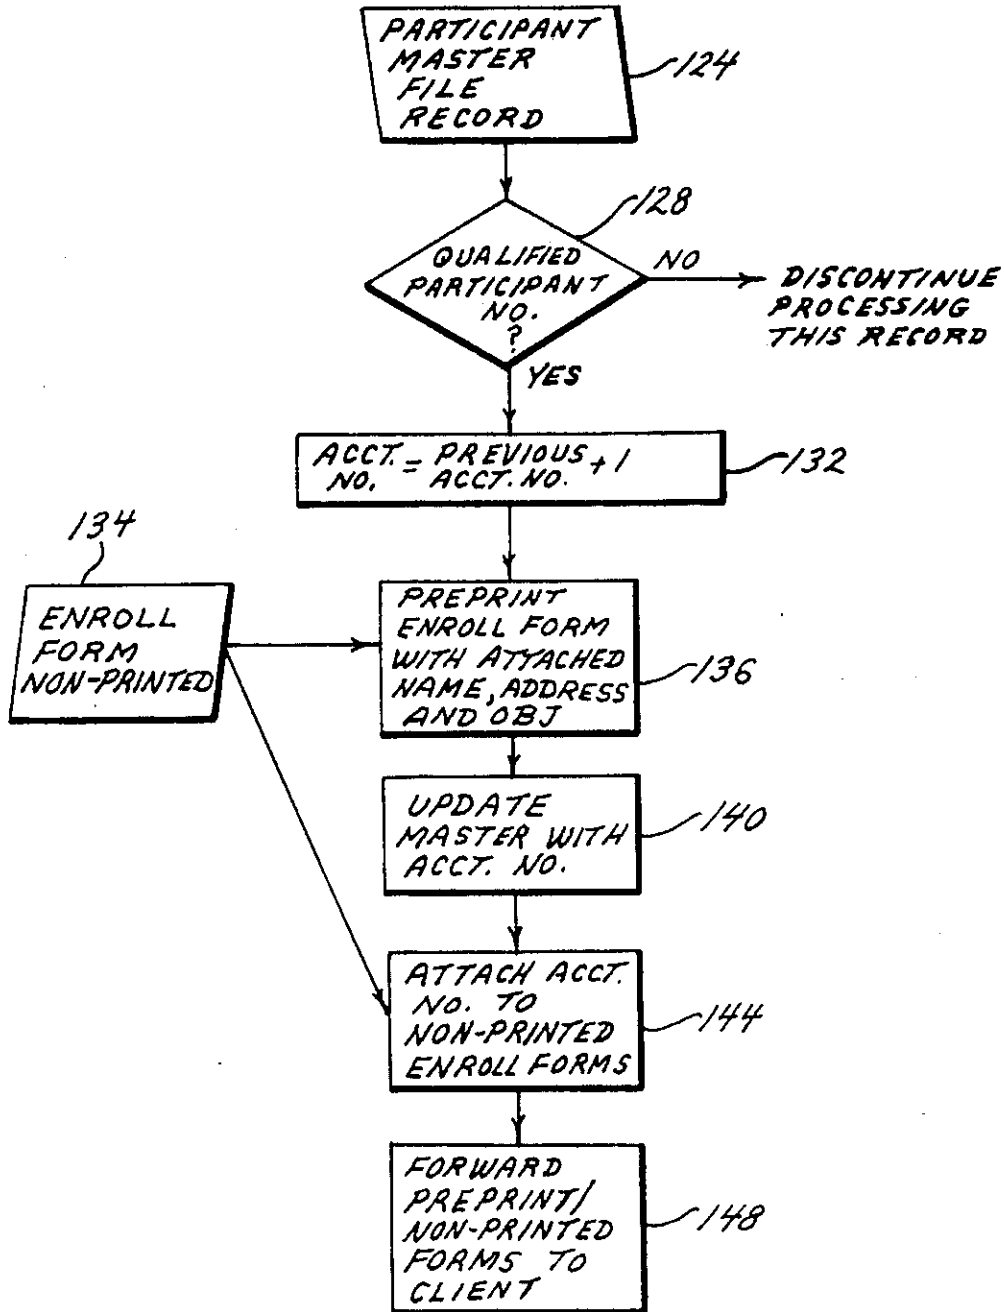 PARTICIPANT
MASTER
FILE
RECORD
124
128
QUALIFIED
PARTICIPANT
NO.
?
NO
DISCONTINUE
PROCESSING
THIS RECORD
YES
ACCT. NO. = PREVIOUS ACCT. NO. + 1
132
134
ENROLL
FORM
NON-PRINTED
PREPRINT
ENROLL FORM
WITH ATTACHED
NAME, ADDRESS
AND OBJ
136
UPDATE
MASTER WITH
ACCT. NO.
140
ATTACH ACCT.
NO. TO
NON-PRINTED
ENROLL FORMS
144
FORWARD
PREPRINT/
NON-PRINTED
FORMS TO
CLIENT
148